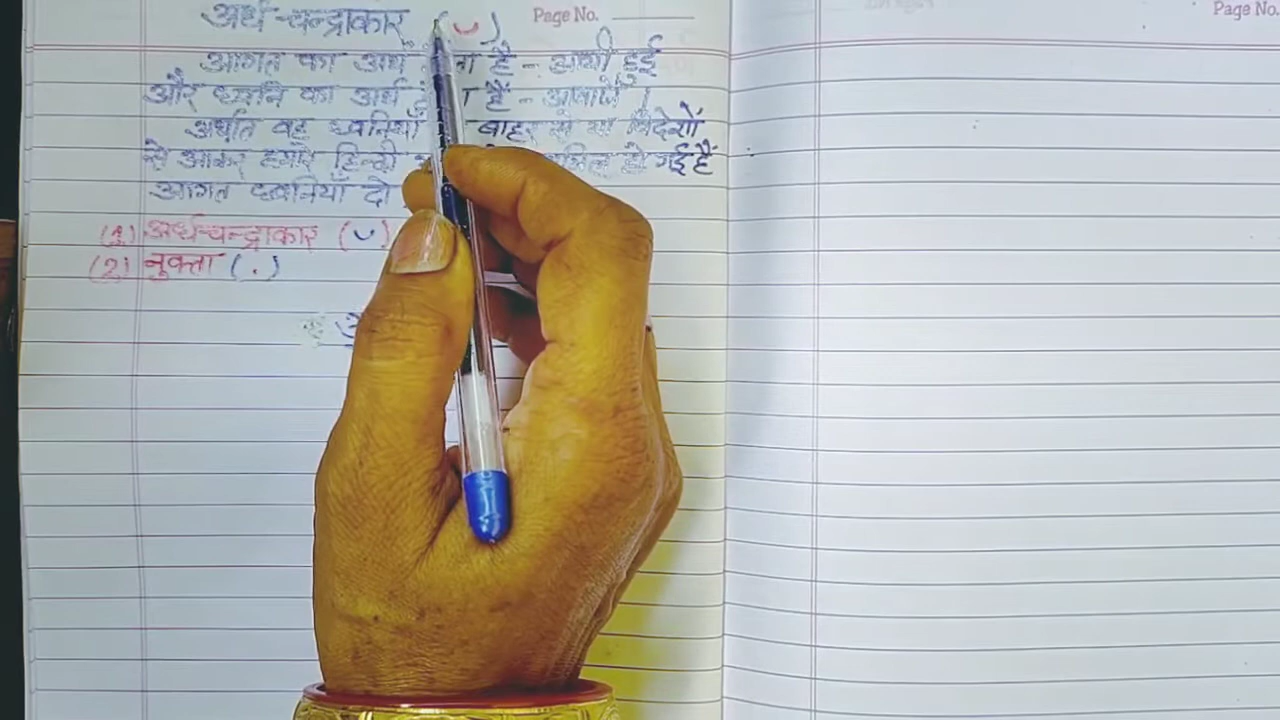 अर्ध-चन्द्राकार (ں)
Page No.
Page No.
आगत का अर्थ है - आयी हुई
और ध्वनि का अर्थ हैं - आवाजें ।
अर्थात वह ध्वनियाँ बाहर से या विदेशों
से आकर हमारे हिन्दी हो गई हैं
आगत ध्वनियाँ दो
(1) अर्धचन्द्राकार (ں)
(2) नुक्ता (.)